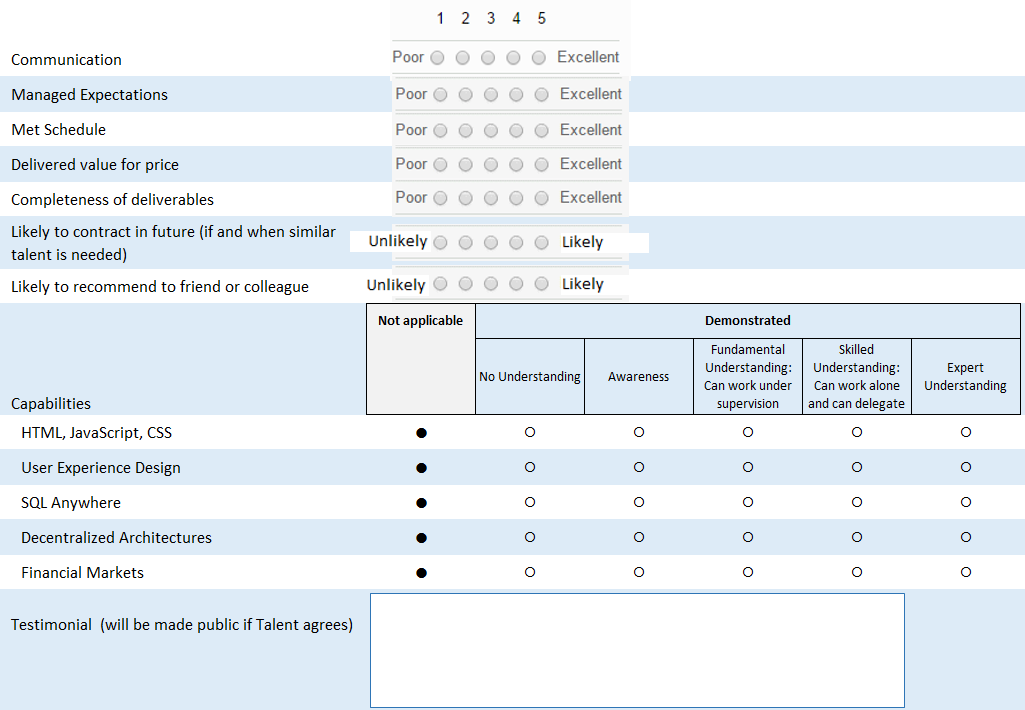 1 2 3 4 5
Communication Poor Excellent
Managed Expectations Poor Excellent
Met Schedule Poor Excellent
Delivered value for price Poor Excellent
Completeness of deliverables Poor Excellent
Likely to contract in future (if and when similar
talent is needed)
Unlikely Likely
Likely to recommend to friend or colleague Unlikely Likely
Capabilities
Not applicable
Demonstrated
No Understanding
Awareness
Fundamental
Understanding:
Can work under
supervision
Skilled
Understanding:
Can work alone
and can delegate
Expert
Understanding
HTML, JavaScript, CSS
User Experience Design
SQL Anywhere
Decentralized Architectures
Financial Markets
Testimonial (will be made public if Talent agrees)